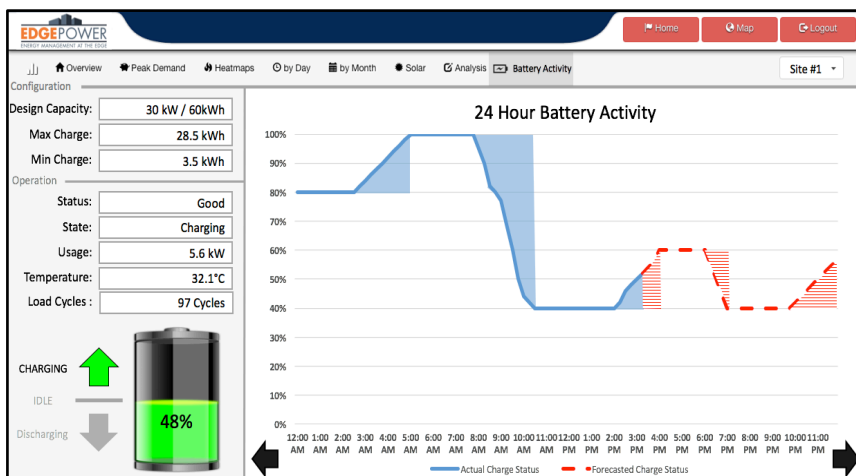 EDGEPOWER
ENERGY MANAGEMENT AT THE EDGE
Home
Map
Logout
Overview
Peak Demand
Heatmaps
by Day
by Month
Solar
Analysis
Battery Activity
Site #1
Configuration
Design Capacity: 30 kW / 60kWh
Max Charge: 28.5 kWh
Min Charge: 3.5 kWh
Operation
Status: Good
State: Charging
Usage: 5.6 kW
Temperature: 32.1°C
Load Cycles : 97 Cycles
CHARGING
IDLE
Discharging
48%
24 Hour Battery Activity
100%
90%
80%
70%
60%
50%
40%
30%
20%
10%
0%
12:00 1:00 2:00 3:00 4:00 5:00 6:00 7:00 8:00 9:00 10:00 11:00 12:00 1:00 2:00 3:00 4:00 5:00 6:00 7:00 8:00 9:00 10:00 11:00
AM AM AM AM AM AM AM AM AM AM AM AM PM PM PM PM PM PM PM PM PM PM PM PM
Actual Charge Status
Forecasted Charge Status